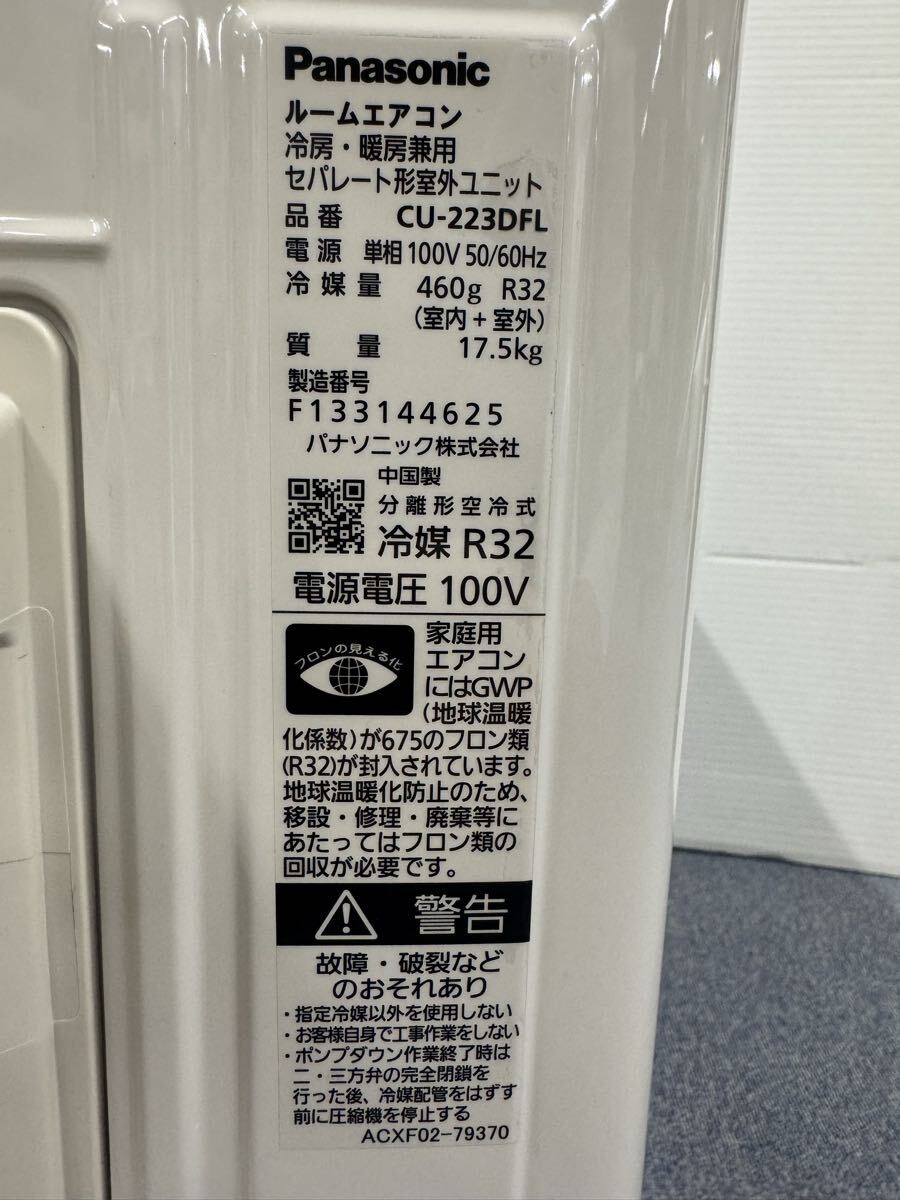 Panasonic
ルームエアコン
冷房・暖房兼用
セパレート形室外ユニット
品番 CU-223DFL
電源 単相100V 50/60Hz
冷媒量 460g R32
(室内+室外)
質量 17.5kg
製造番号
F133144625
パナソニック株式会社
中国製
分離形空冷式
冷媒 R32
電源電圧 100V
フロンの見える化
家庭用
エアコン
にはGWP
(地球温暖
化係数)が675のフロン類
(R32)が封入されています。
地球温暖化防止のため、
移設・修理・廃棄等に
あたってはフロン類の
回収が必要です。
警告
故障・破裂など
のおそれあり
・指定冷媒以外を使用しない
・お客様自身で工事作業をしない
・ポンプダウン作業終了時は
二・三方弁の完全閉鎖を
行った後、冷媒配管をはずす
前に圧縮機を停止する
ACXF02-79370